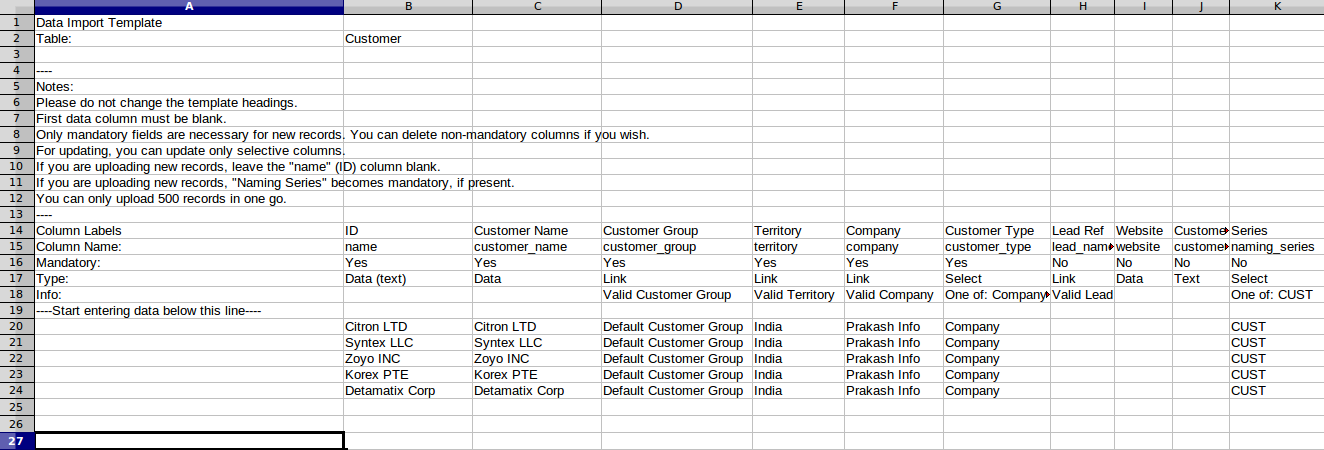 A B C D E F G H I J K
1 Data Import Template
2 Table: Customer
3
4 ----
5 Notes:
6 Please do not change the template headings.
7 First data column must be blank.
8 Only mandatory fields are necessary for new records. You can delete non-mandatory columns if you wish.
9 For updating, you can update only selective columns.
10 If you are uploading new records, leave the "name" (ID) column blank.
11 If you are uploading new records, "Naming Series" becomes mandatory, if present.
12 You can only upload 500 records in one go.
13 ----
14 Column Labels ID Customer Name Customer Group Territory Company Customer Type Lead Ref Website Custome Series
15 Column Name: name customer_name customer_group territory company customer_type lead_nam website custome naming_series
16 Mandatory: Yes Yes Yes Yes Yes Yes No No No No
17 Type: Data (text) Data Link Link Link Select Link Data Text Select
18 Info: Valid Customer Group Valid Territory Valid Company One of: Company Valid Lead One of: CUST
19 ----Start entering data below this line----
20 Citron LTD Citron LTD Default Customer Group India Prakash Info Company CUST
21 Syntex LLC Syntex LLC Default Customer Group India Prakash Info Company CUST
22 Zoyo INC Zoyo INC Default Customer Group India Prakash Info Company CUST
23 Korex PTE Korex PTE Default Customer Group India Prakash Info Company CUST
24 Detamatix Corp Detamatix Corp Default Customer Group India Prakash Info Company CUST
25
26
27